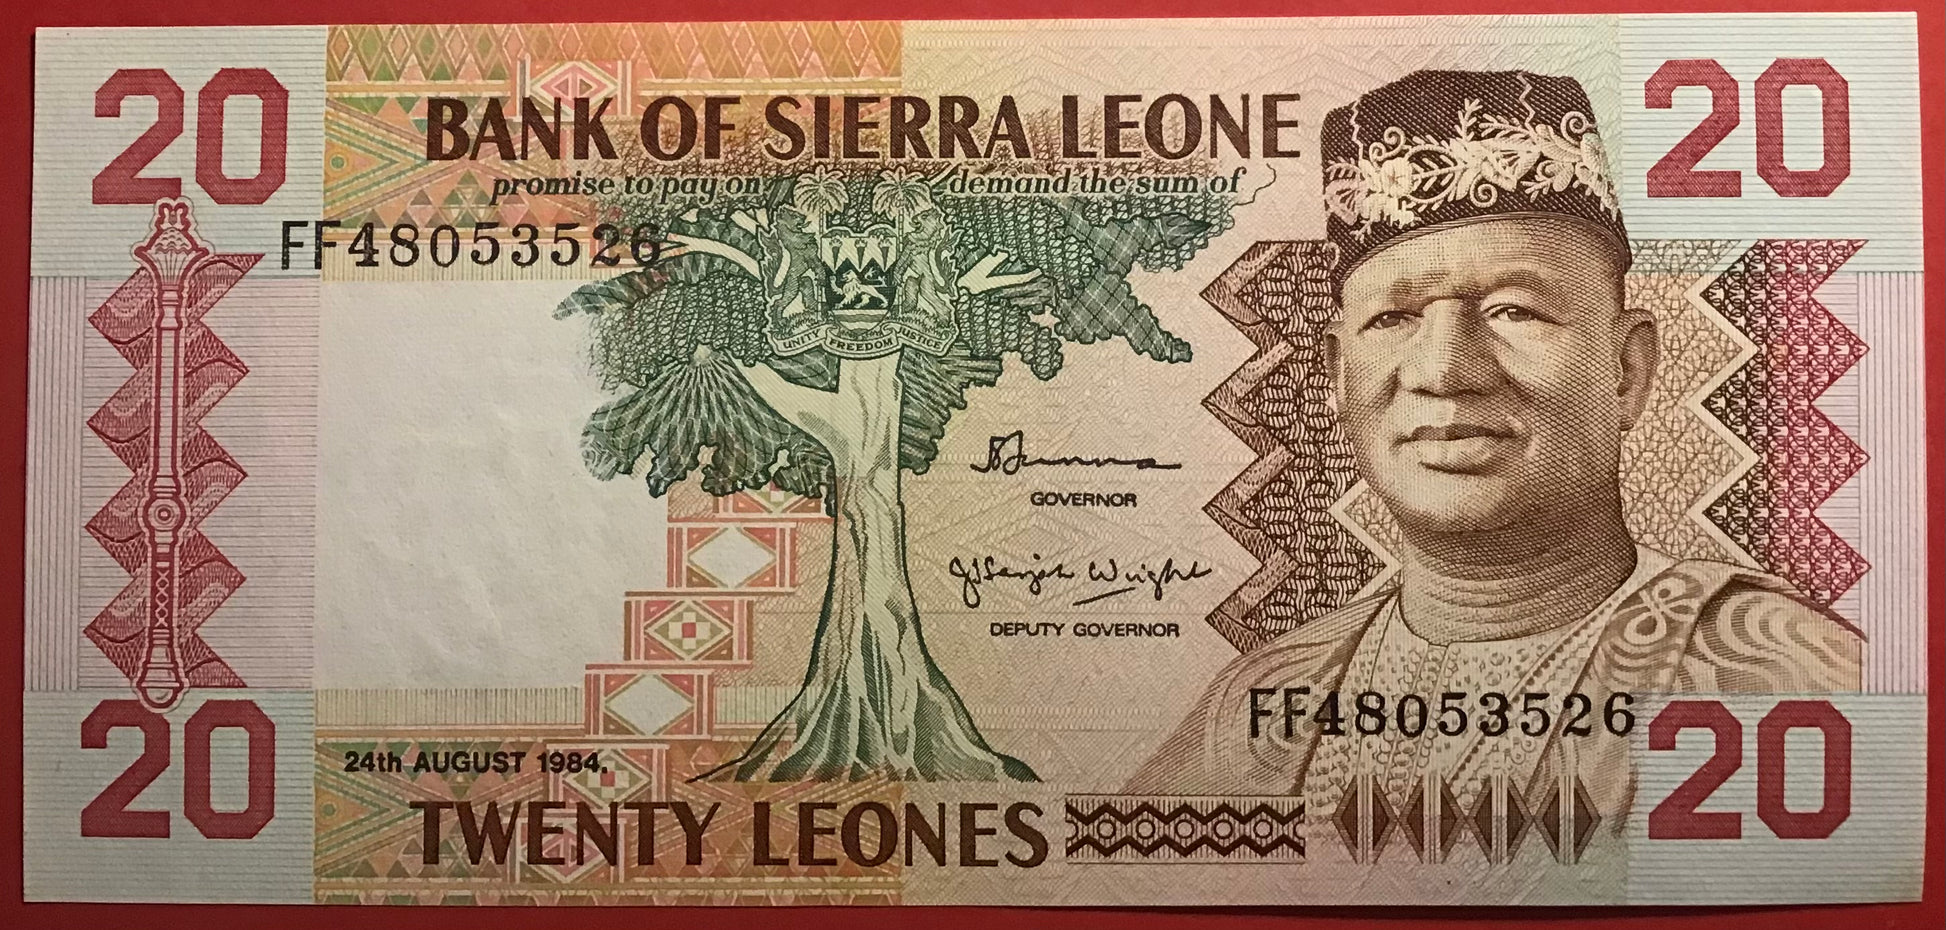 20
20
BANK OF SIERRA LEONE
promise to pay on demand the sum of
FF48053526
UNITY FREEDOM JUSTICE
GOVERNOR
DEPUTY GOVERNOR
FF48053526
24th AUGUST 1984.
TWENTY LEONES
20
20